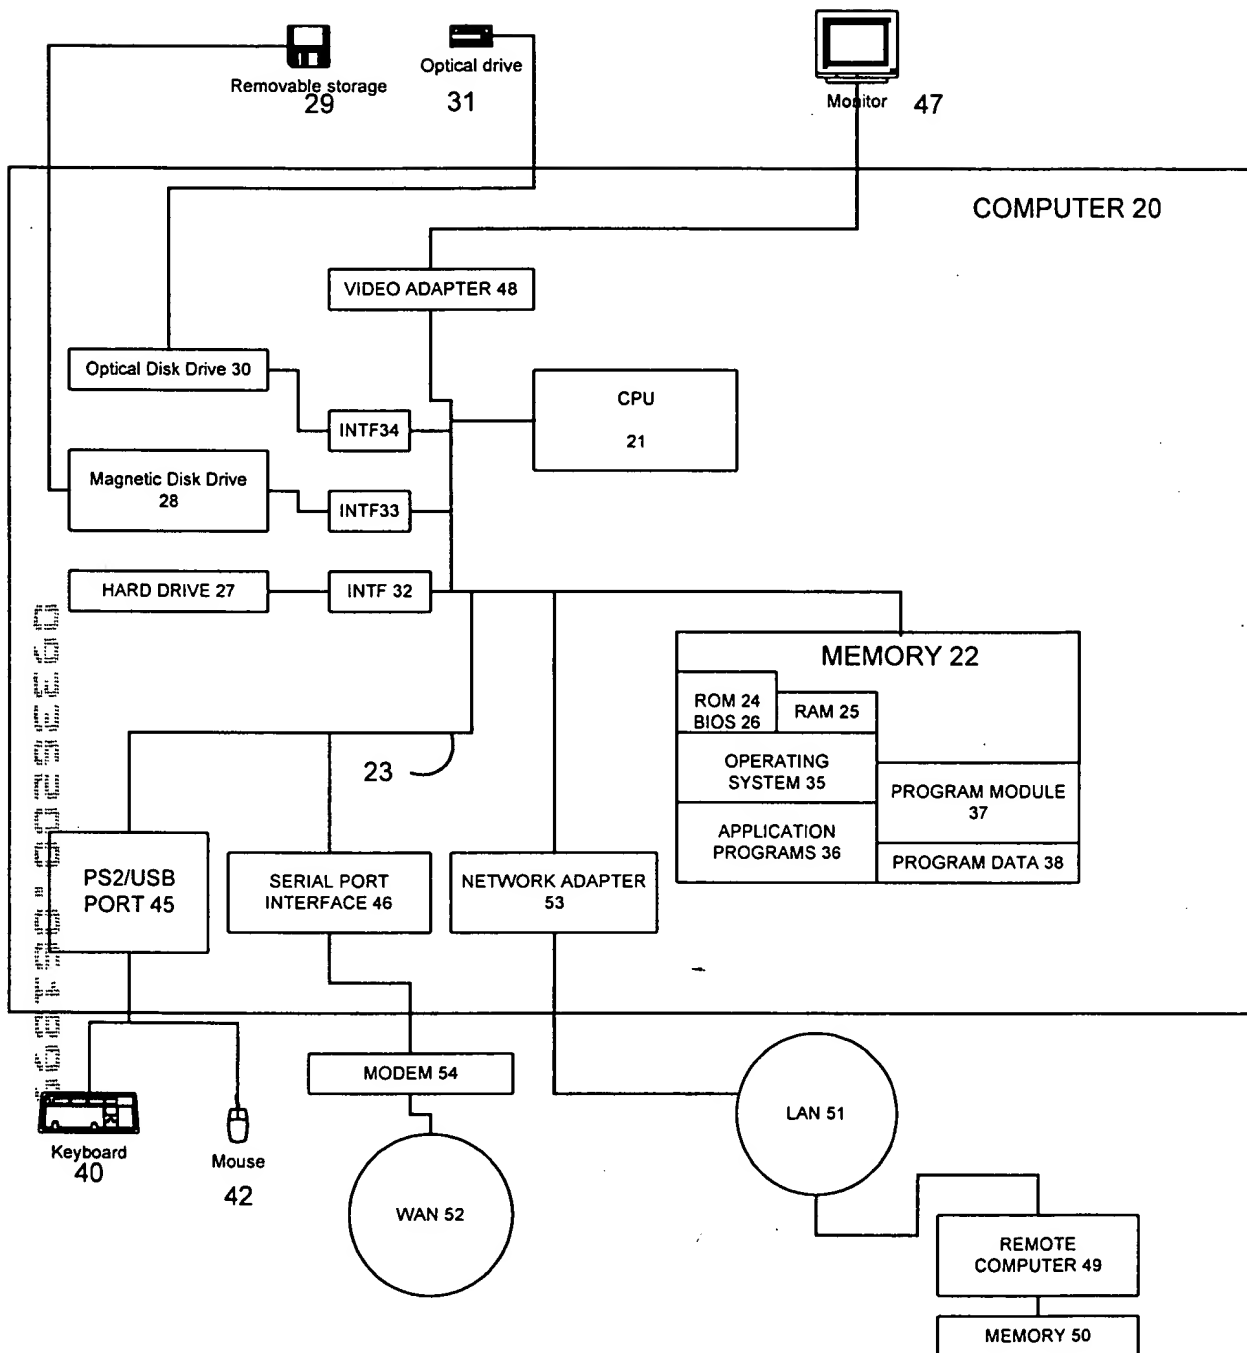 Removable storage
29
Optical drive
31
Monitor 47
COMPUTER 20
VIDEO ADAPTER 48
Optical Disk Drive 30
CPU
21
INTF34
Magnetic Disk Drive
28
INTF33
HARD DRIVE 27
INTF 32
MEMORY 22
ROM 24
BIOS 26
RAM 25
OPERATING
SYSTEM 35
PROGRAM MODULE
37
APPLICATION
PROGRAMS 36
PROGRAM DATA 38
23
PS2/USB
PORT 45
SERIAL PORT
INTERFACE 46
NETWORK ADAPTER
53
MODEM 54
LAN 51
Keyboard
40
Mouse
42
WAN 52
REMOTE
COMPUTER 49
MEMORY 50